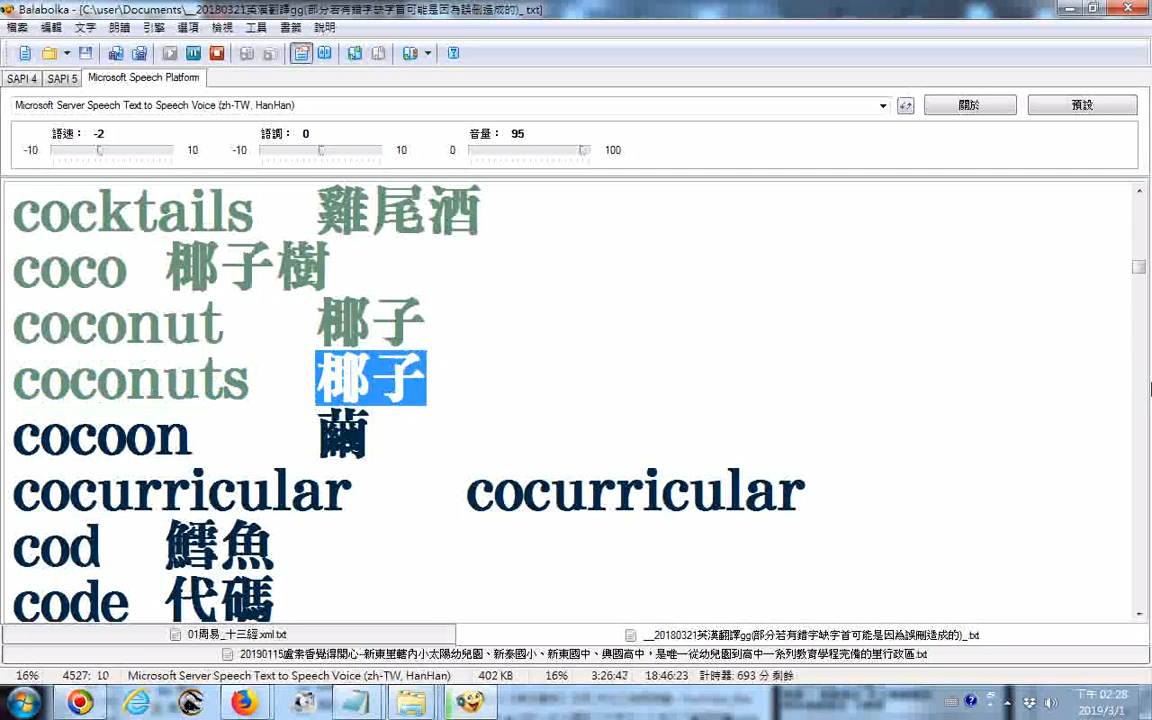 Balabolka - [C:\user\Documents\__20180321英漢翻譯gg(部分若有錯字缺字首可能是因為誤刪造成的)_.txt]
檔案 編輯 文字 朗讀 引擎 選項 檢視 工具 書籤 說明
SAPI 4 SAPI 5 Microsoft Speech Platform
Microsoft Server Speech Text to Speech Voice (zh-TW, HanHan) 關於 預設
語速： -2 語調： 0 音量： 95
-10 10 -10 10 0 100
cocktails 雞尾酒
coco 椰子樹
coconut 椰子
coconuts 椰子
cocoon 繭
cocurricular cocurricular
cod 鱈魚
code 代碼
01周易_十三經.xml.txt __20180321英漢翻譯gg(部分若有錯字缺字首可能是因為誤刪造成的)_.txt
20190115盧素香覺得開心--新東里轄內小太陽幼兒園、新泰國小、新東國中、興國高中，是唯一從幼兒園到高中一系列教育學程完備的里行政區.txt
16% 4527: 10 Microsoft Server Speech Text to Speech Voice (zh-TW, HanHan) 402 KB 16% 3:26:47 18:46:23 計時器: 693 分 剩餘
下午 02:28
2019/3/1